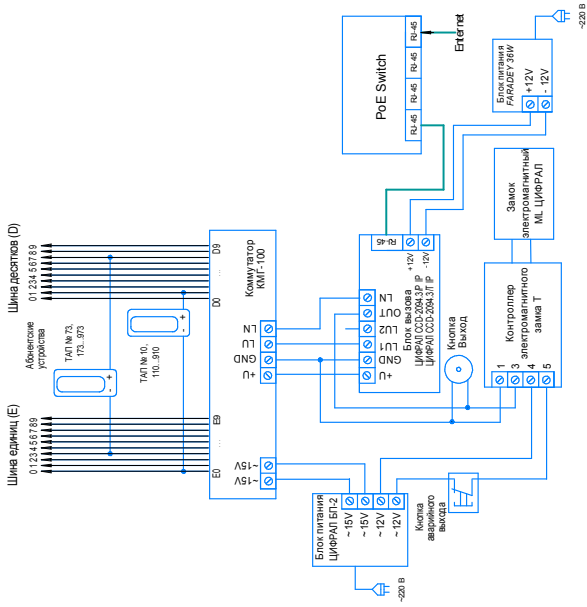 ~220 В
Блок питания
FARADEY 36W
+12V
- 12V
PoE Switch
RJ-45
RJ-45
RJ-45
RJ-45
Enternet
Замок
электромагнитный
ML ЦИФРАЛ
Контроллер
электромагнитного
замка Т
1
3
4
5
RJ-45
+12V
-12V
Блок вызова
ЦИФРАЛ CCD-2094.3/P IP
ЦИФРАЛ CCD-2094.3/T IP
+U
GND
LU1
LU2
OUT
LN
Кнопка
Выход
Шина десятков (D)
0 1 2 3 4 5 6 7 8 9
D0
...
D9
Коммутатор
КМГ-100
+U
GND
LU
LN
~15V
~15V
E0
...
E9
Абонентские
устройства
ТАП № 73,
173...973
- +
ТАП № 10,
110...910
- +
Шина единиц (E)
0 1 2 3 4 5 6 7 8 9
Блок питания
ЦИФРАЛ БП-2
~15V
~15V
~12V
~12V
Кнопка
аварийного
выхода
~220 В